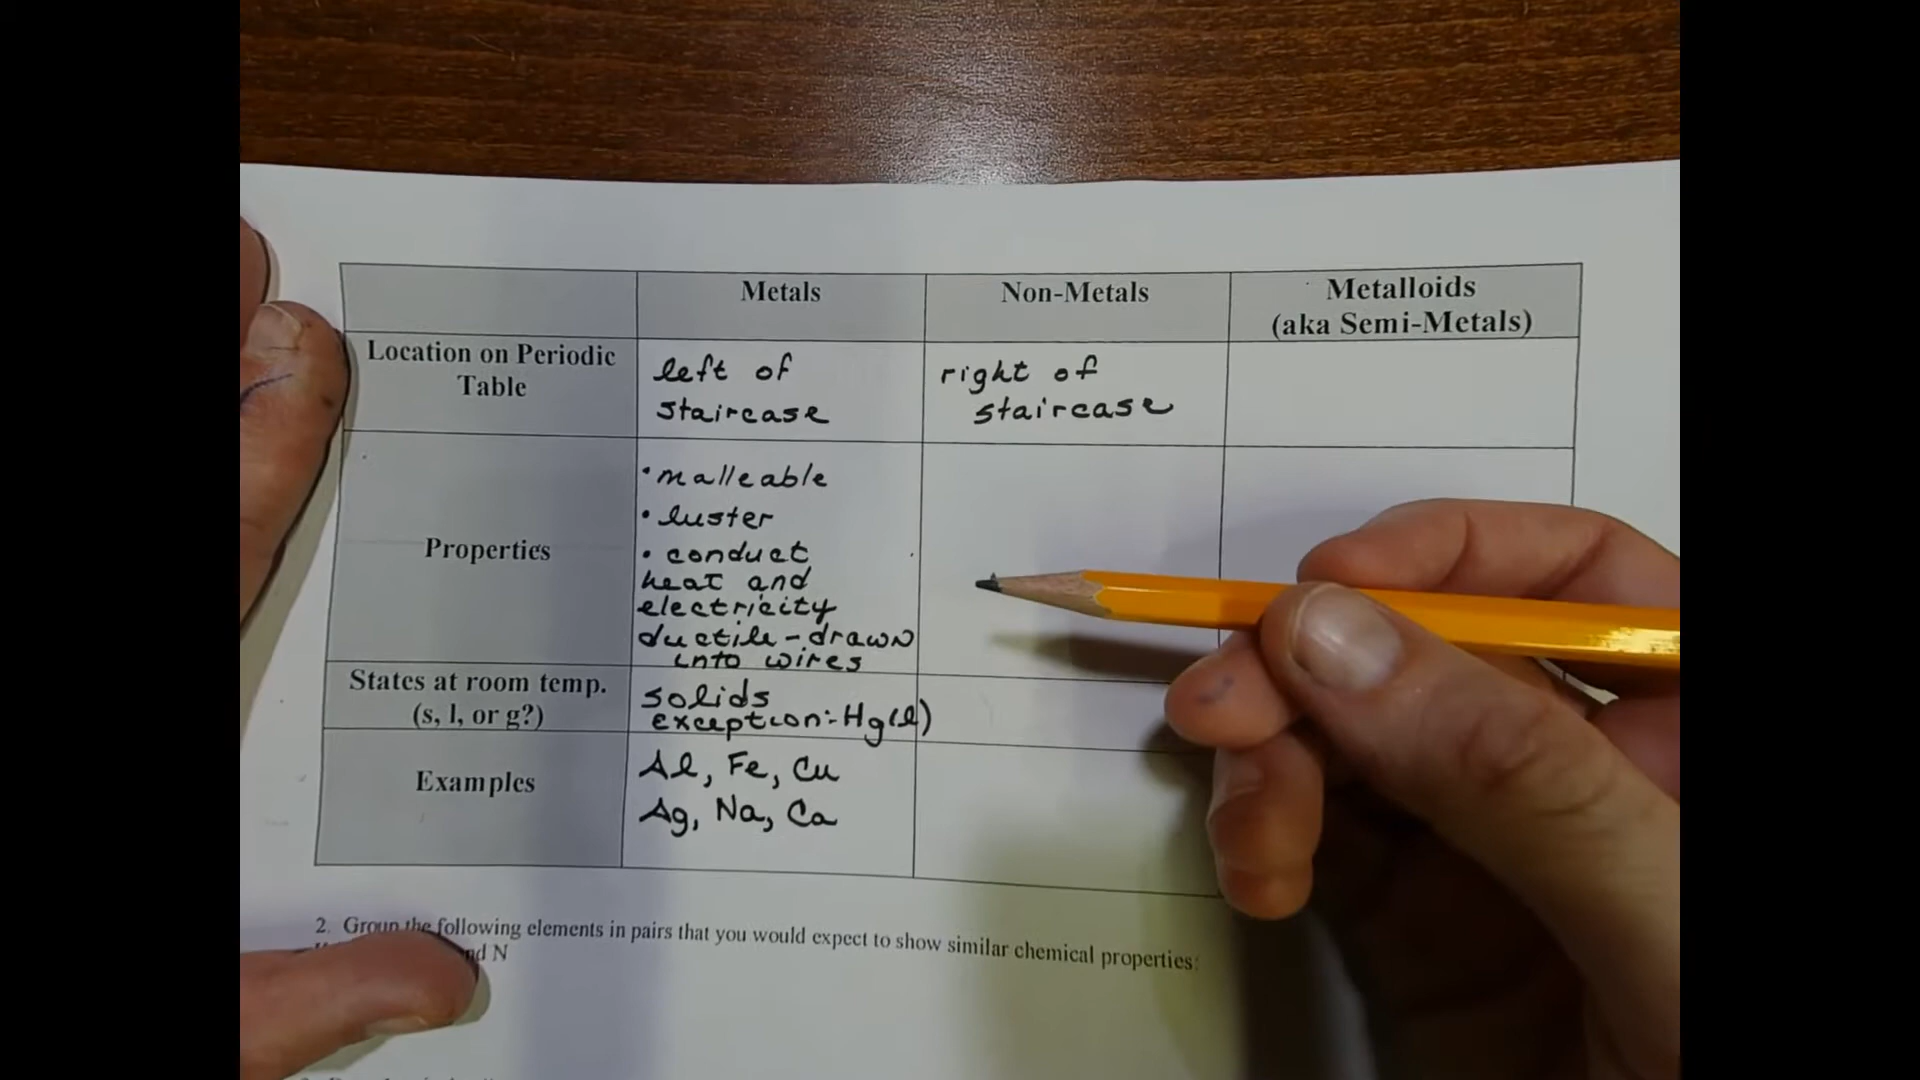 Metals
Non-Metals
Metalloids
(aka Semi-Metals)
Location on Periodic
Table
left of
staircase
right of
staircase
Properties
• malleable
• luster
• conduct
heat and
electricity
ductile - drawn
into wires
States at room temp.
(s, l, or g?)
solids
exception:- Hg(l)
Examples
Al, Fe, Cu
Ag, Na, Ca
2. Group the following elements in pairs that you would expect to show similar chemical properties:
and N